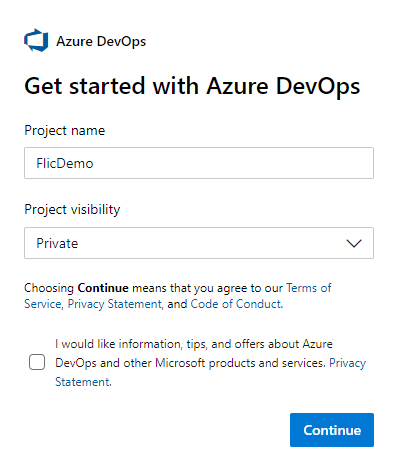 Azure DevOps
Get started with Azure DevOps
Project name
FlicDemo
Project visibility
Private
Choosing Continue means that you agree to our Terms of
Service, Privacy Statement, and Code of Conduct.
I would like information, tips, and offers about Azure
DevOps and other Microsoft products and services. Privacy
Statement.
Continue